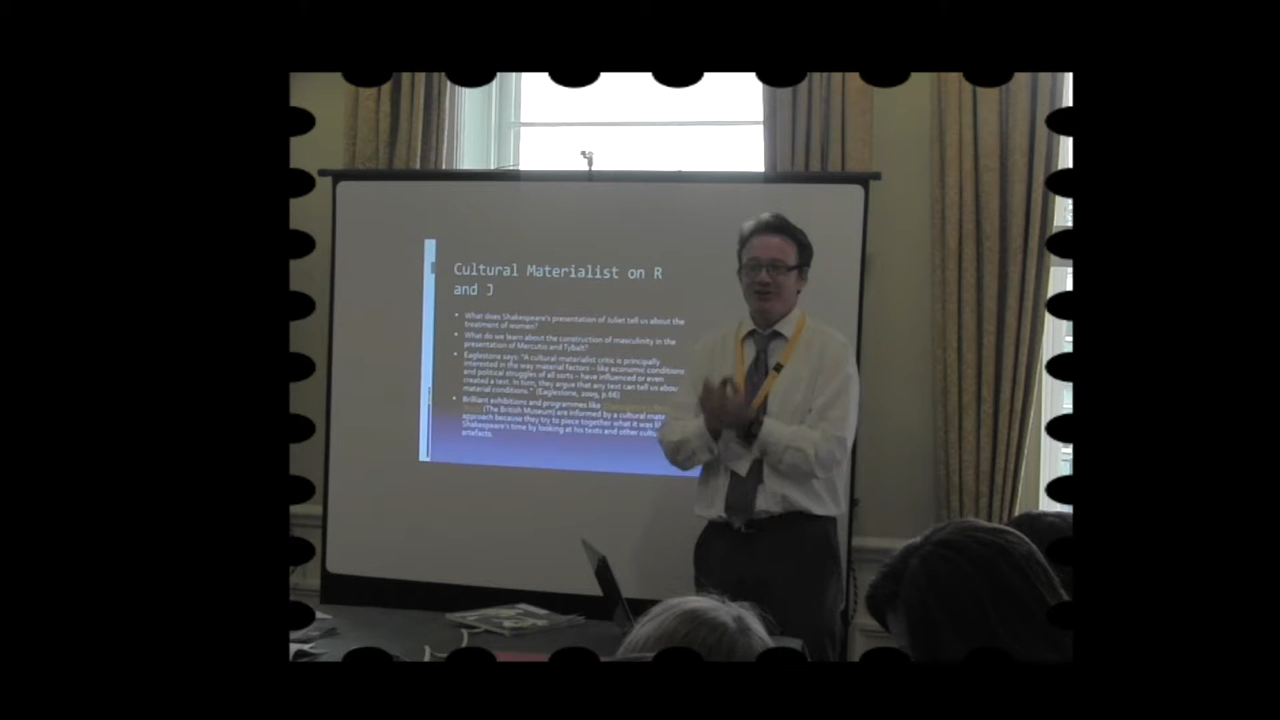 Cultural Materialist on R
and J
What does Shakespeare's presentation of Juliet tell us about the
treatment of women?
What do we learn about the construction of masculinity in the
presentation of Mercutio and Tybalt?
Eaglestone says: "A cultural materialist critic is principally
interested in the way material factors – like economic conditions
and political struggles of all sorts – have influenced or even
created a text. In turn, they argue that any text can tell us about
material conditions." (Eaglestone, 2009, p.66)
Brilliant exhibitions and programmes like
(The British Museum) are informed by a cultural mate
approach because they try to piece together what it was
Shakespeare's time by looking at his texts and other cultu
artefacts.